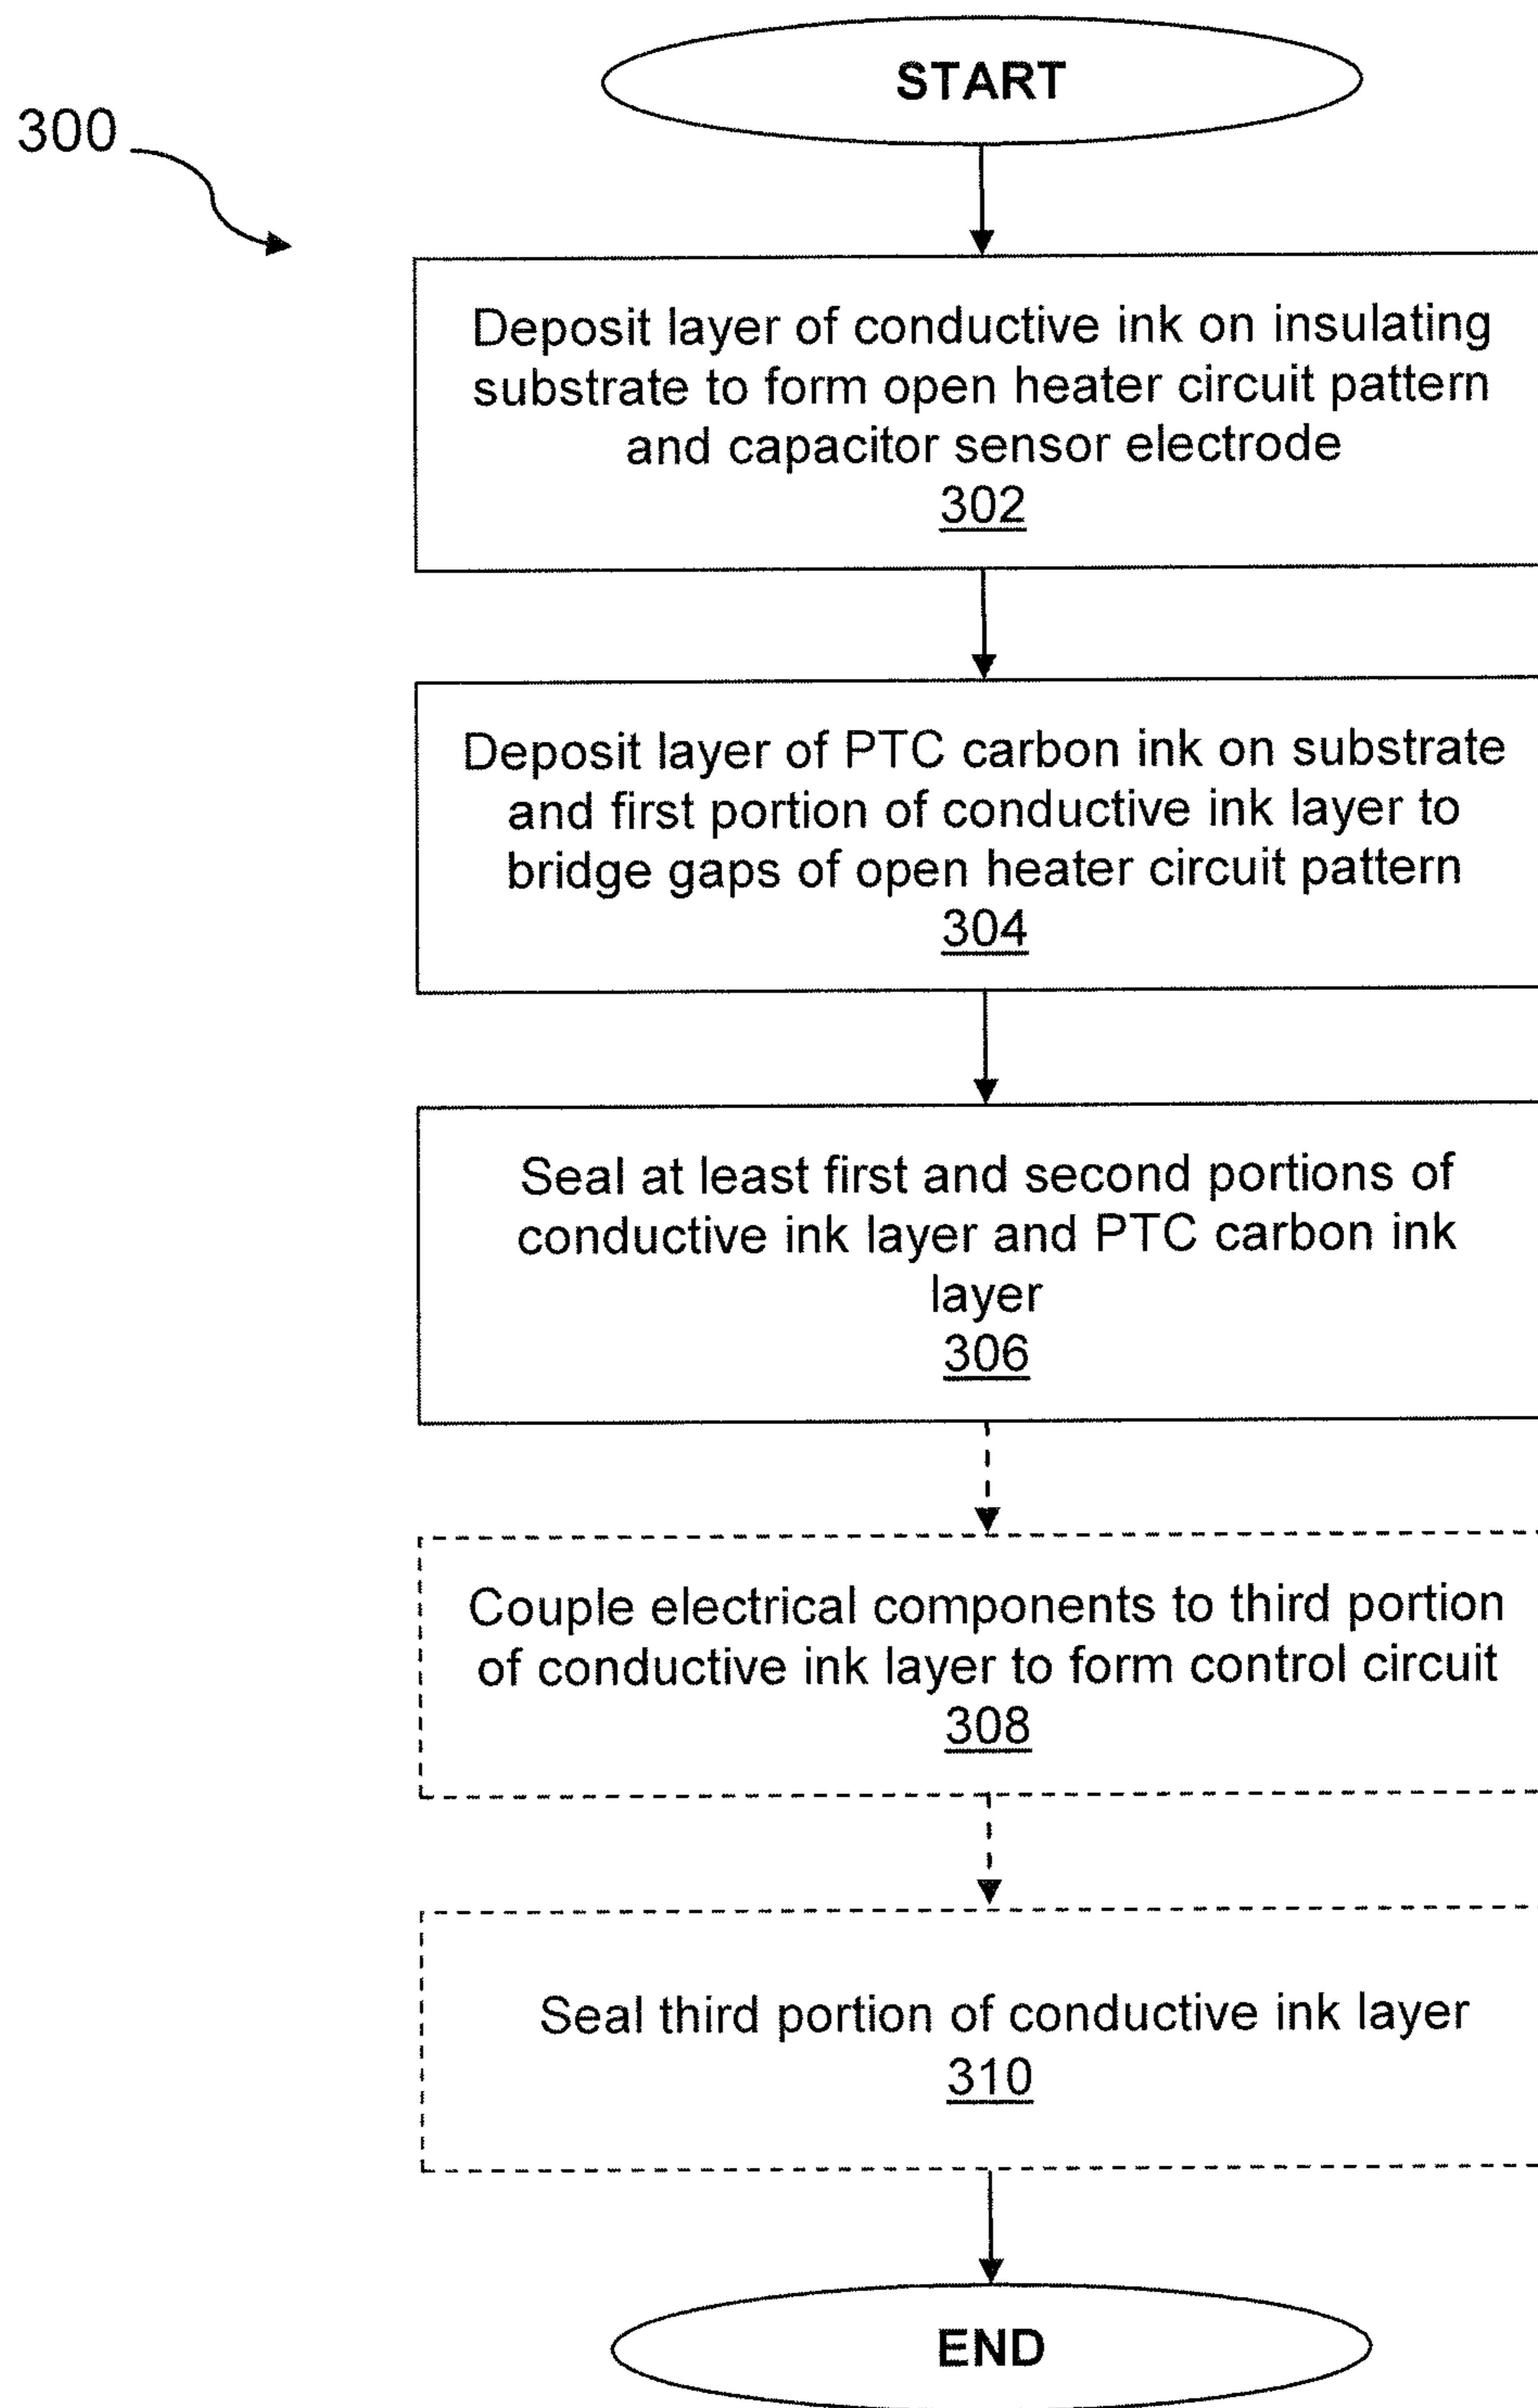 START
300
Deposit layer of conductive ink on insulating
substrate to form open heater circuit pattern
and capacitor sensor electrode
302
Deposit layer of PTC carbon ink on substrate
and first portion of conductive ink layer to
bridge gaps of open heater circuit pattern
304
Seal at least first and second portions of
conductive ink layer and PTC carbon ink
layer
306
Couple electrical components to third portion
of conductive ink layer to form control circuit
308
Seal third portion of conductive ink layer
310
END